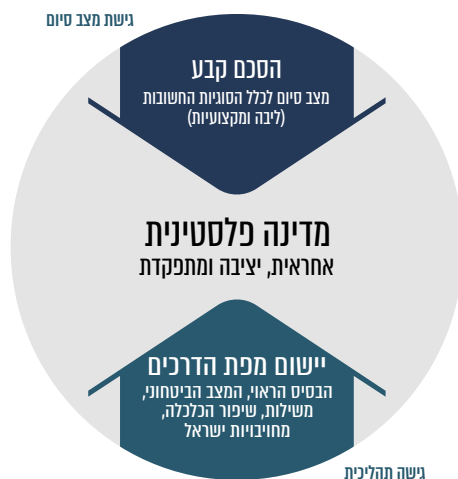 גישת מצב סיום
הסכם קבע
מצב סיום לכלל הסוגיות החשובות
(ליבה ומקצועיות)
מדינה פלסטינית
אחראית, יציבה ומתפקדת
יישום מפת הדרכים
הבסיס הראוי, המצב הביטחוני,
משילות, שיפור הכלכלה,
מחויבויות ישראל
גישה תהליכית